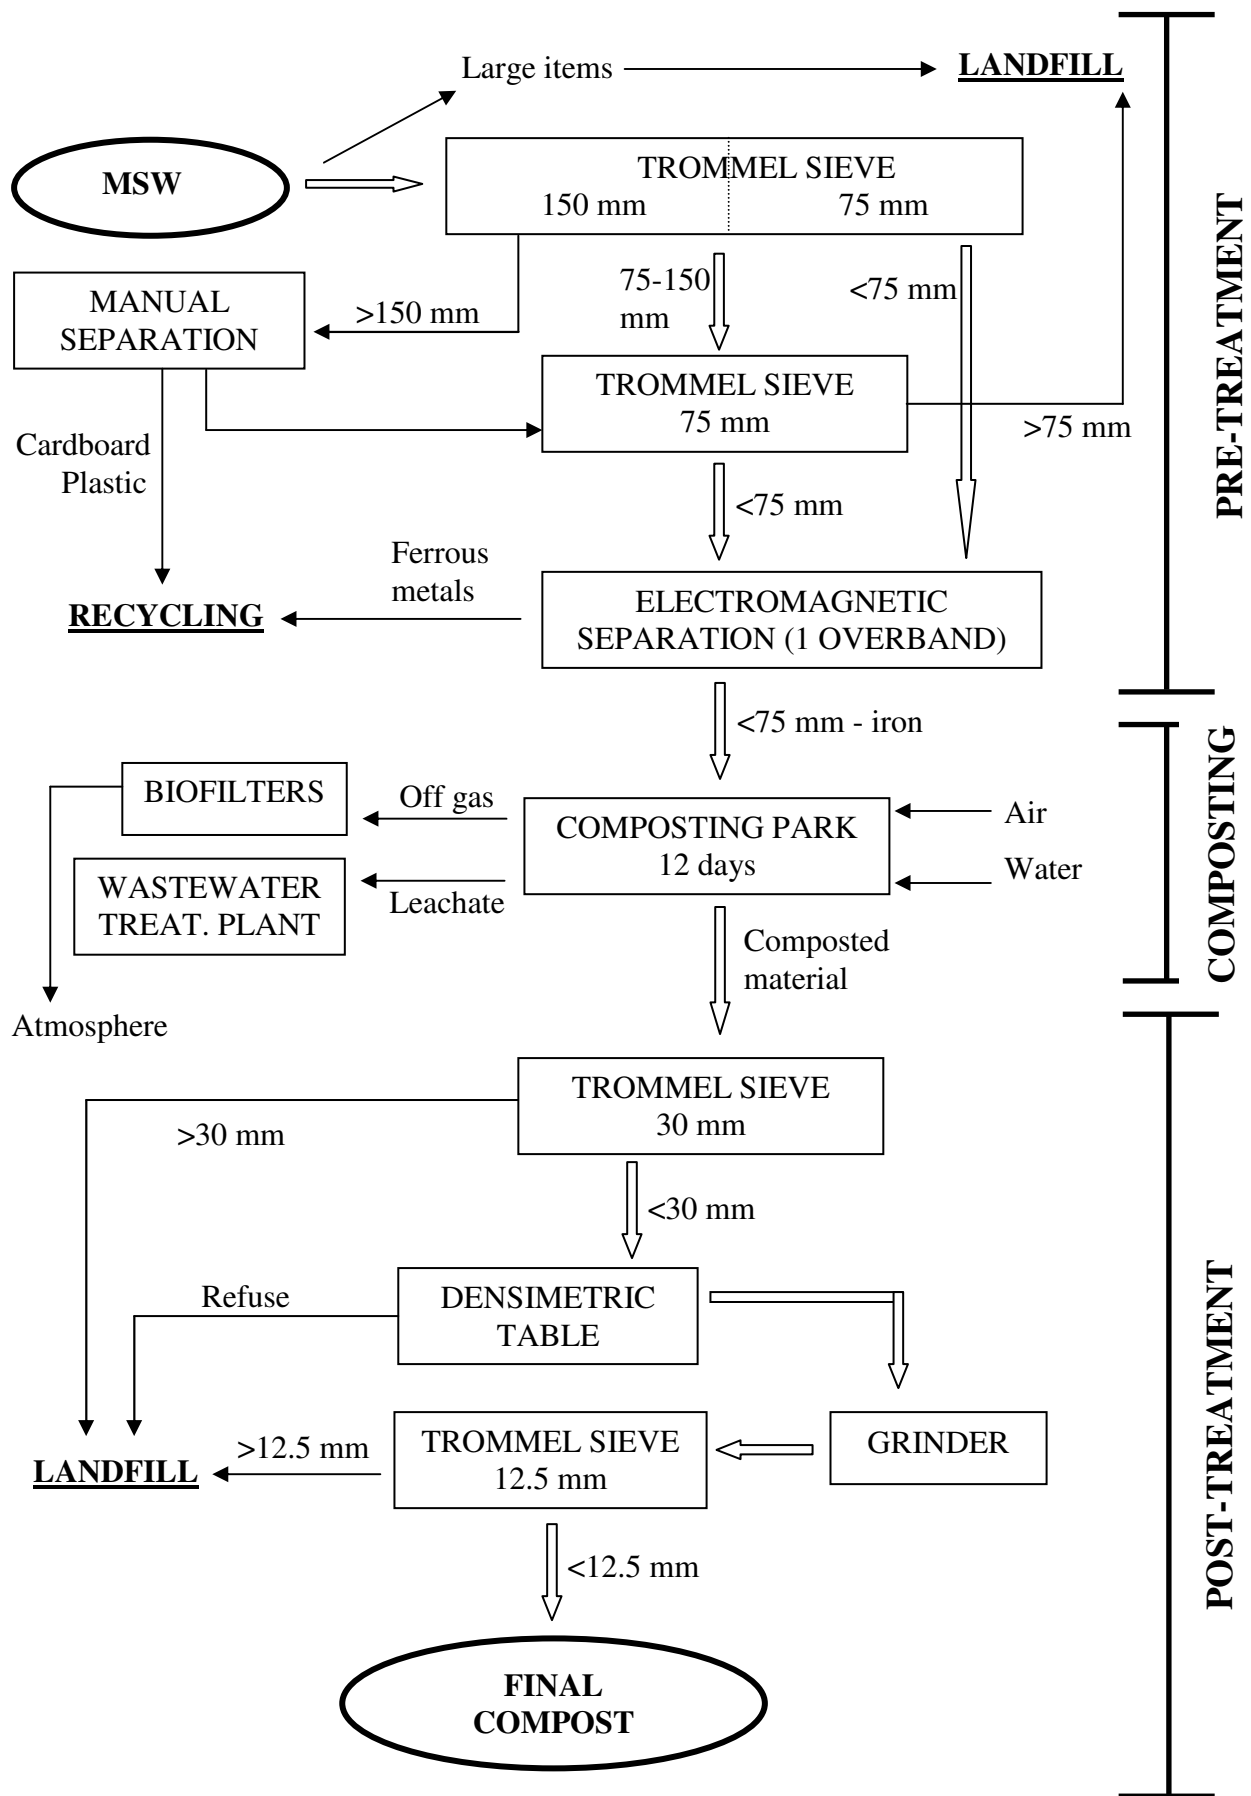 Large items
LANDFILL
MSW
TROMMEL SIEVE
150 mm
75 mm
MANUAL
SEPARATION
>150 mm
75-150
mm
<75 mm
TROMMEL SIEVE
75 mm
>75 mm
Cardboard
Plastic
<75 mm
Ferrous
metals
RECYCLING
ELECTROMAGNETIC
SEPARATION (1 OVERBAND)
PRE-TREATMENT
<75 mm - iron
BIOFILTERS
Off gas
COMPOSTING PARK
12 days
Air
Water
WASTEWATER
TREAT. PLANT
Leachate
COMPOSTING
Composted
material
Atmosphere
TROMMEL SIEVE
30 mm
>30 mm
<30 mm
Refuse
DENSIMETRIC
TABLE
GRINDER
TROMMEL SIEVE
12.5 mm
>12.5 mm
LANDFILL
<12.5 mm
POST-TREATMENT
FINAL
COMPOST